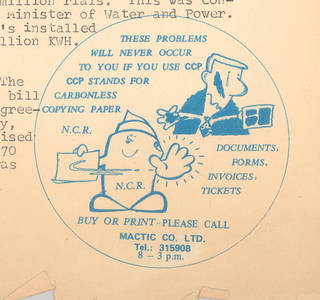 million rials. This was con-
Minister of Water and Power.
's installed
llion KWH.
The
bill
gree-
y,
ised
70
as
THESE PROBLEMS
WILL NEVER OCCUR
TO YOU IF YOU USE CCP
CCP STANDS FOR
CARBONLESS
COPYING PAPER
N.C.R.
N.C.R.
DOCUMENTS,
FORMS,
INVOICES,
TICKETS
BUY OR PRINT-PLEASE CALL
MACTIC CO. LTD.
Tel.: 315908
8 – 3 p.m.